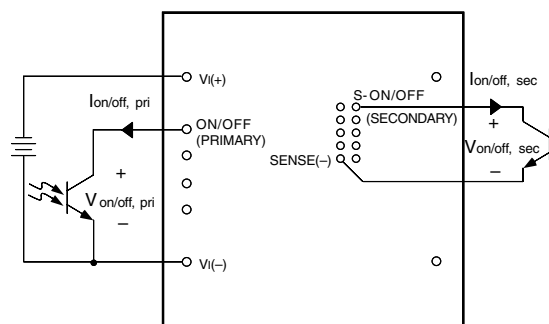 VI(+)
Ion/off, pri
ON/OFF
(PRIMARY)
+
Von/off, pri
–
VI(–)
S-ON/OFF
(SECONDARY)
SENSE(–)
Ion/off, sec
+
Von/off, sec
–